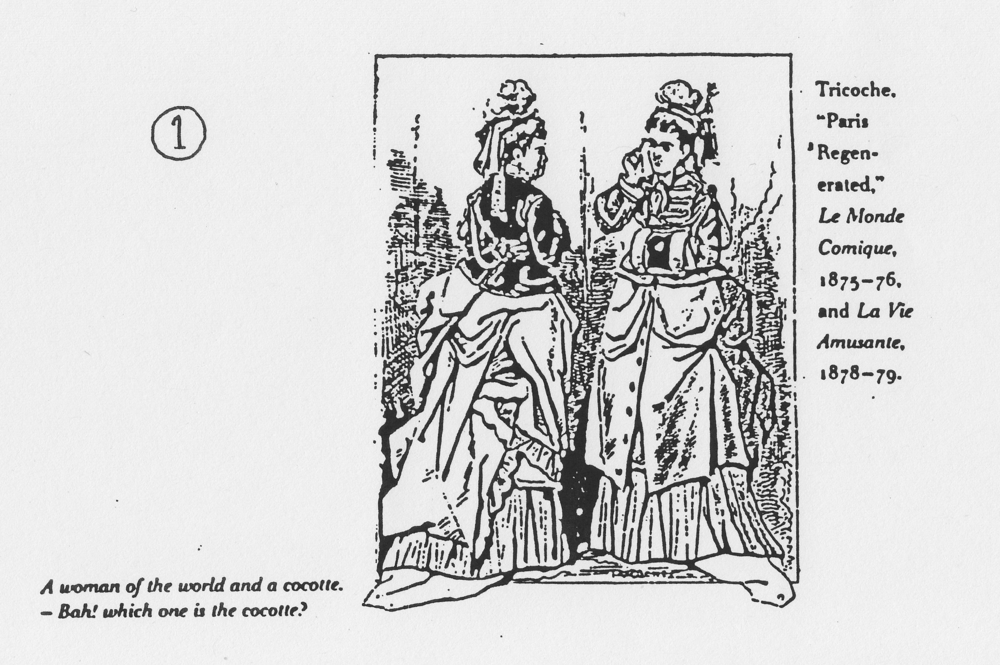 1
Tricoche,
"Paris
Regen-
erated,"
Le Monde
Comique,
1875–76,
and La Vie
Amusante,
1878–79.
A woman of the world and a cocotte.
– Bah! which one is the cocotte?